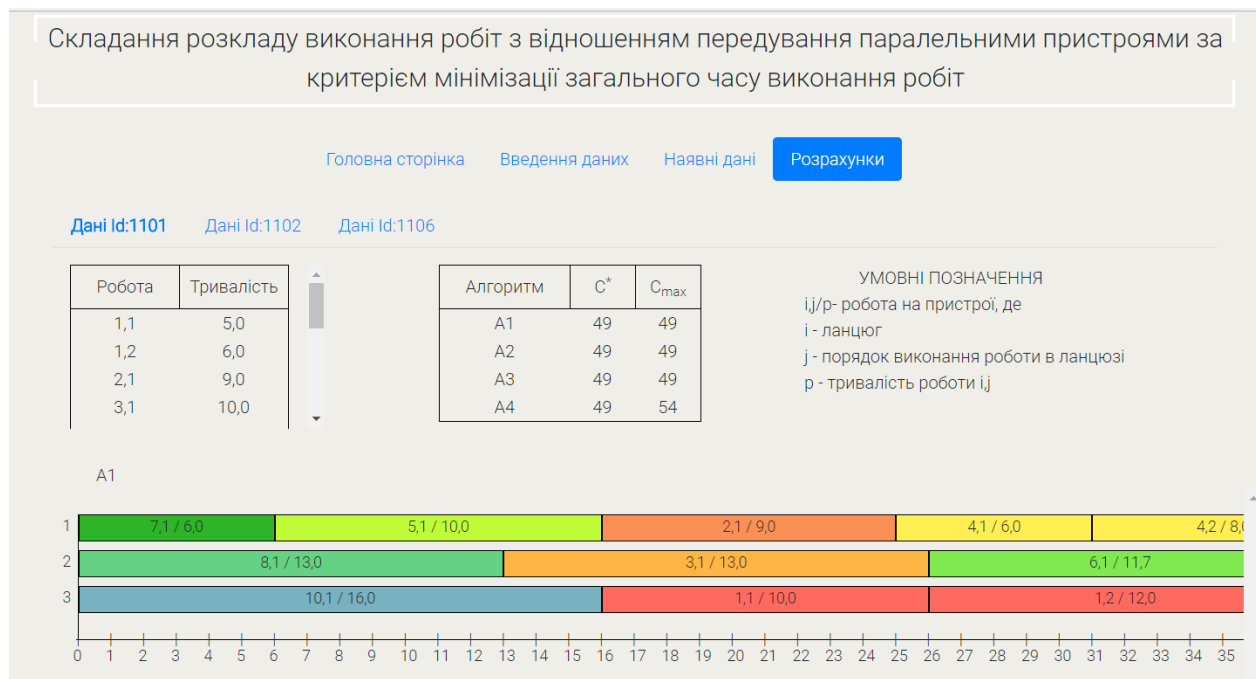 Складання розкладу виконання робіт з відношенням передування паралельними пристроями за
критерієм мінімізації загального часу виконання робіт
Головна сторінка Введення даних Наявні дані Розрахунки
Дані Id:1101 Дані Id:1102 Дані Id:1106
Робота Тривалість
1,1 5,0
1,2 6,0
2,1 9,0
3,1 10,0
Алгоритм C* Cmax
A1 49 49
A2 49 49
A3 49 49
A4 49 54
УМОВНІ ПОЗНАЧЕННЯ
i,j/p- робота на пристрої, де
i - ланцюг
j - порядок виконання роботи в ланцюзі
p - тривалість роботи i,j
A1
1 7,1 / 6,0 5,1 / 10,0 2,1 / 9,0 4,1 / 6,0 4,2 / 8,
2 8,1 / 13,0 3,1 / 13,0 6,1 / 11,7
3 10,1 / 16,0 1,1 / 10,0 1,2 / 12,0
0 1 2 3 4 5 6 7 8 9 10 11 12 13 14 15 16 17 18 19 20 21 22 23 24 25 26 27 28 29 30 31 32 33 34 35